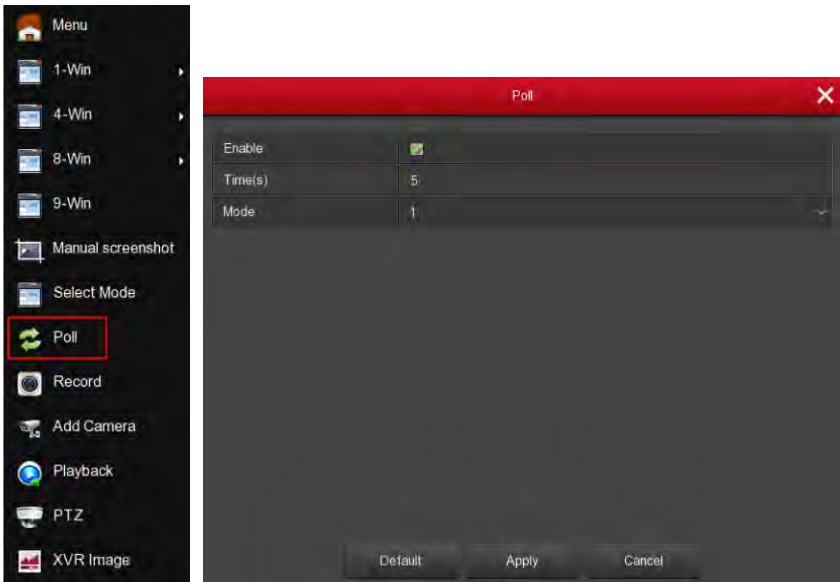 Menu
1-Win
4-Win
8-Win
9-Win
Manual screenshot
Select Mode
Poll
Record
Add Camera
Playback
PTZ
XVR Image
Poll
Enable
Time(s) 5
Mode 1
Default Apply Cancel